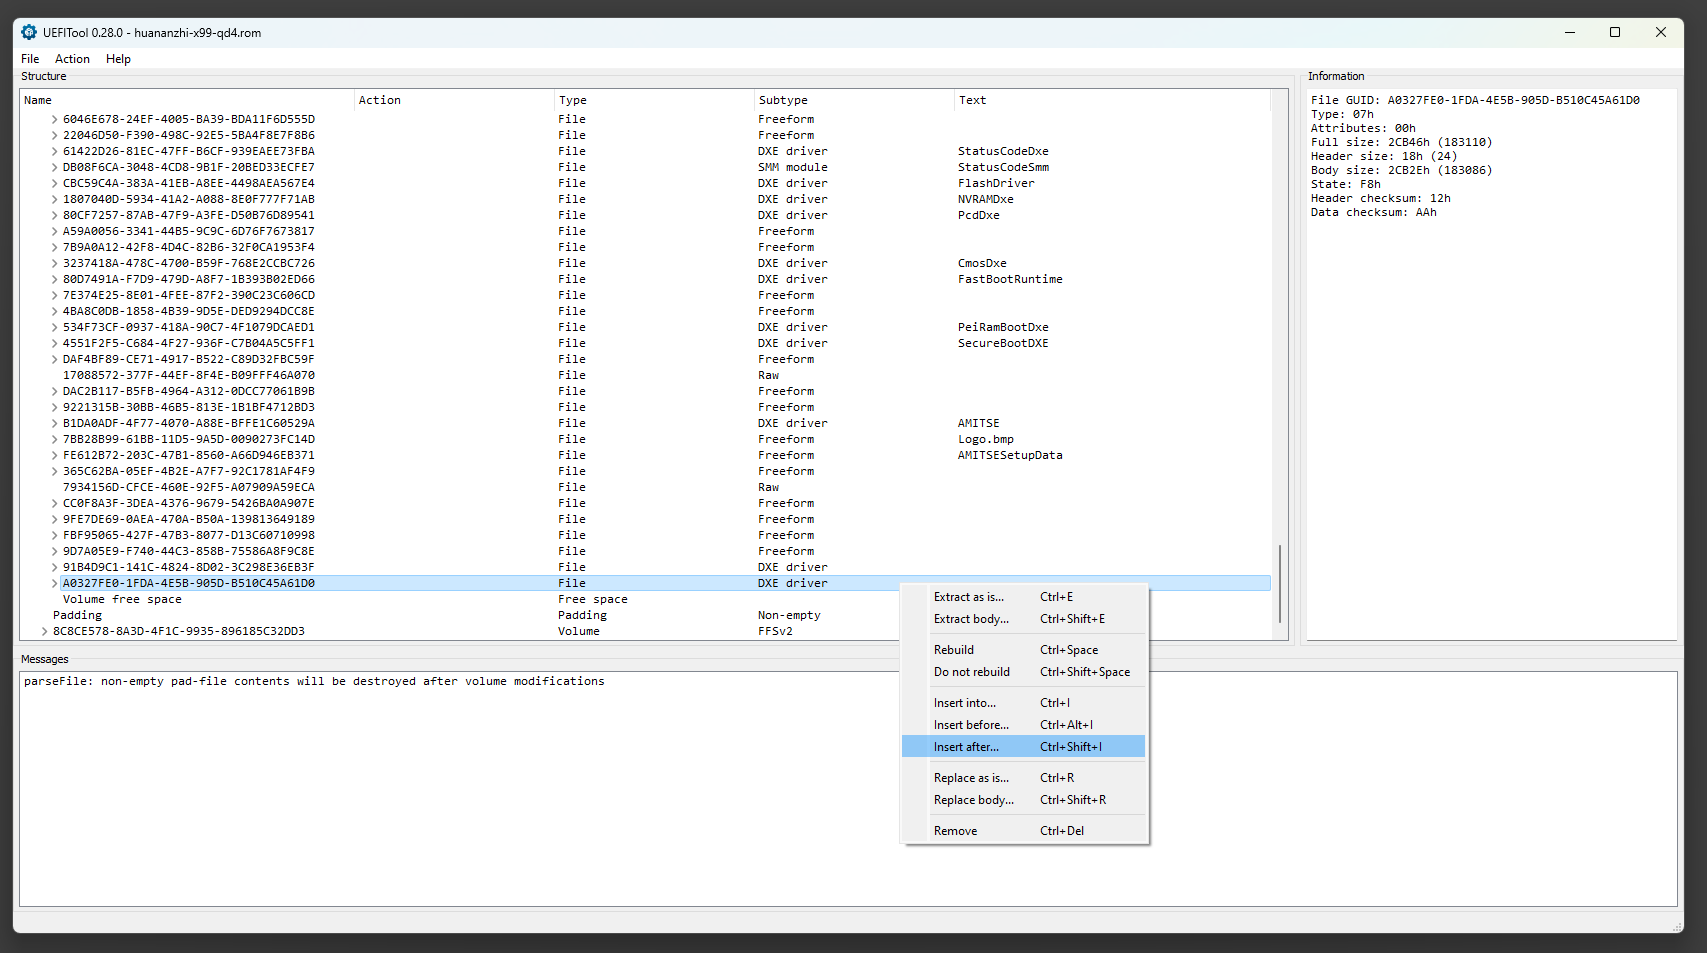 UEFITool 0.28.0 - huananzhi-x99-qd4.rom
File Action Help
Structure
Name Action Type Subtype Text
6046E678-24EF-4005-BA39-BDA11F6D555D File Freeform
22046D50-F390-498C-92E5-5BA4F8E7F8B6 File Freeform
61422D26-81EC-47FF-B6CF-939EAEE73FBA File DXE driver StatusCodeDxe
DB08F6CA-3048-4CD8-9B1F-20BED33ECFE7 File SMM module StatusCodeSmm
CBC59C4A-383A-41EB-A8EE-4498AEA567E4 File DXE driver FlashDriver
1807040D-5934-41A2-A088-8E0F777F71AB File DXE driver NVRAMDxe
80CF7257-87AB-47F9-A3FE-D50B76D89541 File DXE driver PcdDxe
A59A0056-3341-44B5-9C9C-6D76F7673817 File Freeform
7B9A0A12-42F8-4D4C-82B6-32F0CA1953F4 File Freeform
3237418A-478C-4700-B59F-768E2CCBC726 File DXE driver CmosDxe
80D7491A-F7D9-479D-A8F7-1B393B02ED66 File DXE driver FastBootRuntime
7E374E25-8E01-4FEE-87F2-390C23C606CD File Freeform
4BA8C0DB-1858-4B39-9D5E-DED9294DCC8E File Freeform
534F73CF-0937-418A-90C7-4F1079DCAED1 File DXE driver PeiRamBootDxe
4551F2F5-C684-4F27-936F-C7B04A5C5FF1 File DXE driver SecureBootDXE
DAF4BF89-CE71-4917-B522-C89D32FBC59F File Freeform
17088572-377F-44EF-8F4E-B09FFF46A070 File Raw
DAC2B117-B5FB-4964-A312-0DCC77061B9B File Freeform
9221315B-30BB-46B5-813E-1B1BF4712BD3 File Freeform
B1DA0ADF-4F77-4070-A88E-BFFE1C60529A File DXE driver AMITSE
7BB28B99-61BB-11D5-9A5D-0090273FC14D File Freeform Logo.bmp
FE612B72-203C-47B1-8560-A66D946EB371 File Freeform AMITSESetupData
365C62BA-05EF-4B2E-A7F7-92C1781AF4F9 File Freeform
7934156D-CFCE-460E-92F5-A07909A59ECA File Raw
CC0F8A3F-3DEA-4376-9679-5426BA0A907E File Freeform
9FE7DE69-0AEA-470A-B50A-139813649189 File Freeform
FBF95065-427F-47B3-8077-D13C60710998 File Freeform
9D7A05E9-F740-44C3-858B-75586A8F9C8E File Freeform
91B4D9C1-141C-4824-8D02-3C298E36EB3F File DXE driver
A0327FE0-1FDA-4E5B-905D-B510C45A61D0 File DXE driver
Volume free space Free space
Padding Padding Non-empty
8C8CE578-8A3D-4F1C-9935-896185C32DD3 Volume FFSv2
Extract as is... Ctrl+E
Extract body... Ctrl+Shift+E
Rebuild Ctrl+Space
Do not rebuild Ctrl+Shift+Space
Insert into... Ctrl+I
Insert before... Ctrl+Alt+I
Insert after... Ctrl+Shift+I
Replace as is... Ctrl+R
Replace body... Ctrl+Shift+R
Remove Ctrl+Del
Information
File GUID: A0327FE0-1FDA-4E5B-905D-B510C45A61D0
Type: 07h
Attributes: 00h
Full size: 2CB46h (183110)
Header size: 18h (24)
Body size: 2CB2Eh (183086)
State: F8h
Header checksum: 12h
Data checksum: AAh
Messages
parseFile: non-empty pad-file contents will be destroyed after volume modifications